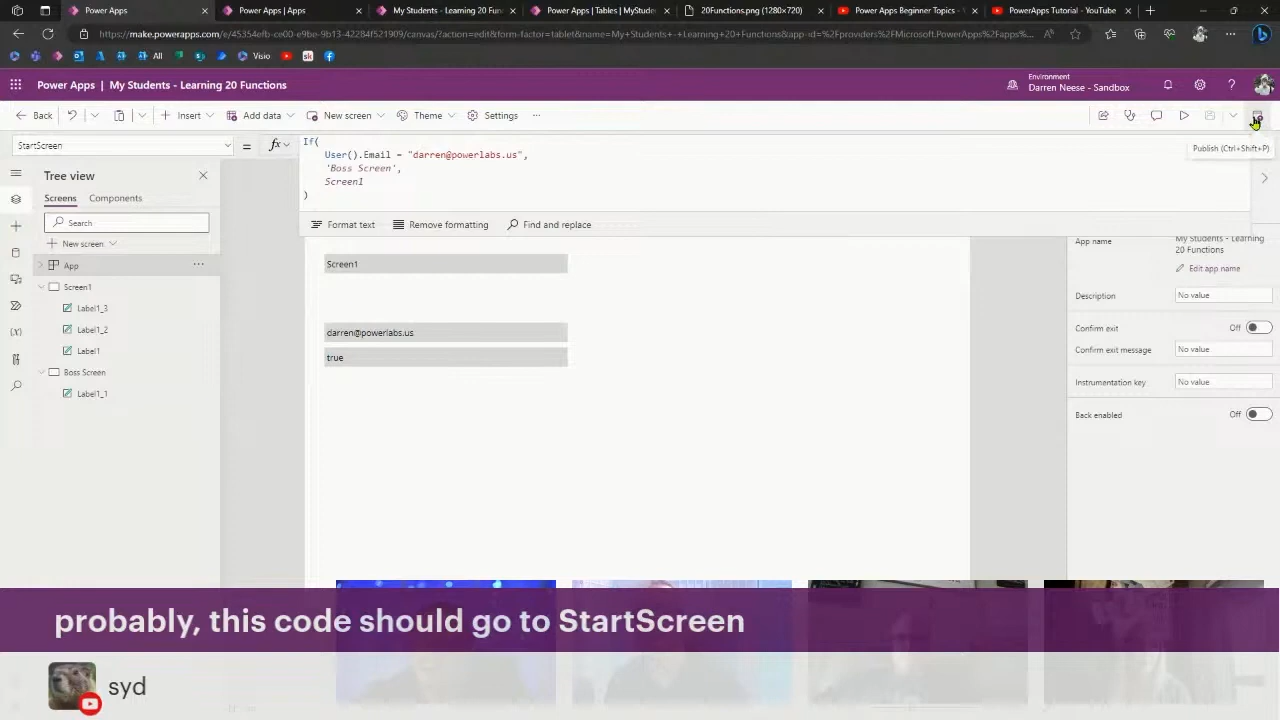 Power Apps
Power Apps | Apps
My Students - Learning 20 Fun
Power Apps | Tables | MyStude
20Functions.png (1280x720)
Power Apps Beginner Topics -
PowerApps Tutorial - YouTube
All
Visio
Power Apps | My Students - Learning 20 Functions
Environment
Darren Neese - Sandbox
Back
Insert
Add data
New screen
Theme
Settings
StartScreen
=
fx
If(
User().Email = "darren@powerlabs.us",
'Boss Screen',
Screen1
)
Publish (Ctrl+Shift+P)
Format text
Remove formatting
Find and replace
Tree view
Screens
Components
Search
New screen
App
Screen1
Label1_3
Label1_2
Label1
Boss Screen
Label1_1
Screen1
darren@powerlabs.us
true
App name
My Students - Learning
20 Functions
Edit app name
Description
No value
Confirm exit
Off
Confirm exit message
No value
Instrumentation key
No value
Back enabled
Off
probably, this code should go to StartScreen
syd